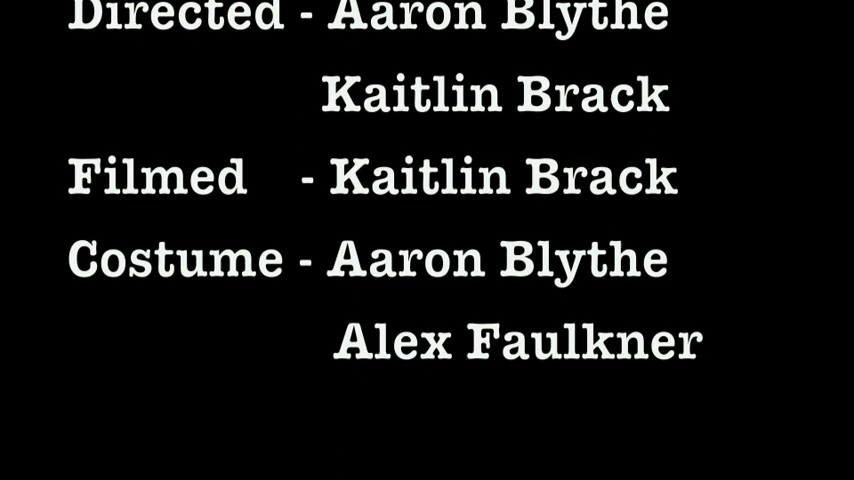 Directed - Aaron Blythe
Kaitlin Brack
Filmed - Kaitlin Brack
Costume - Aaron Blythe
Alex Faulkner